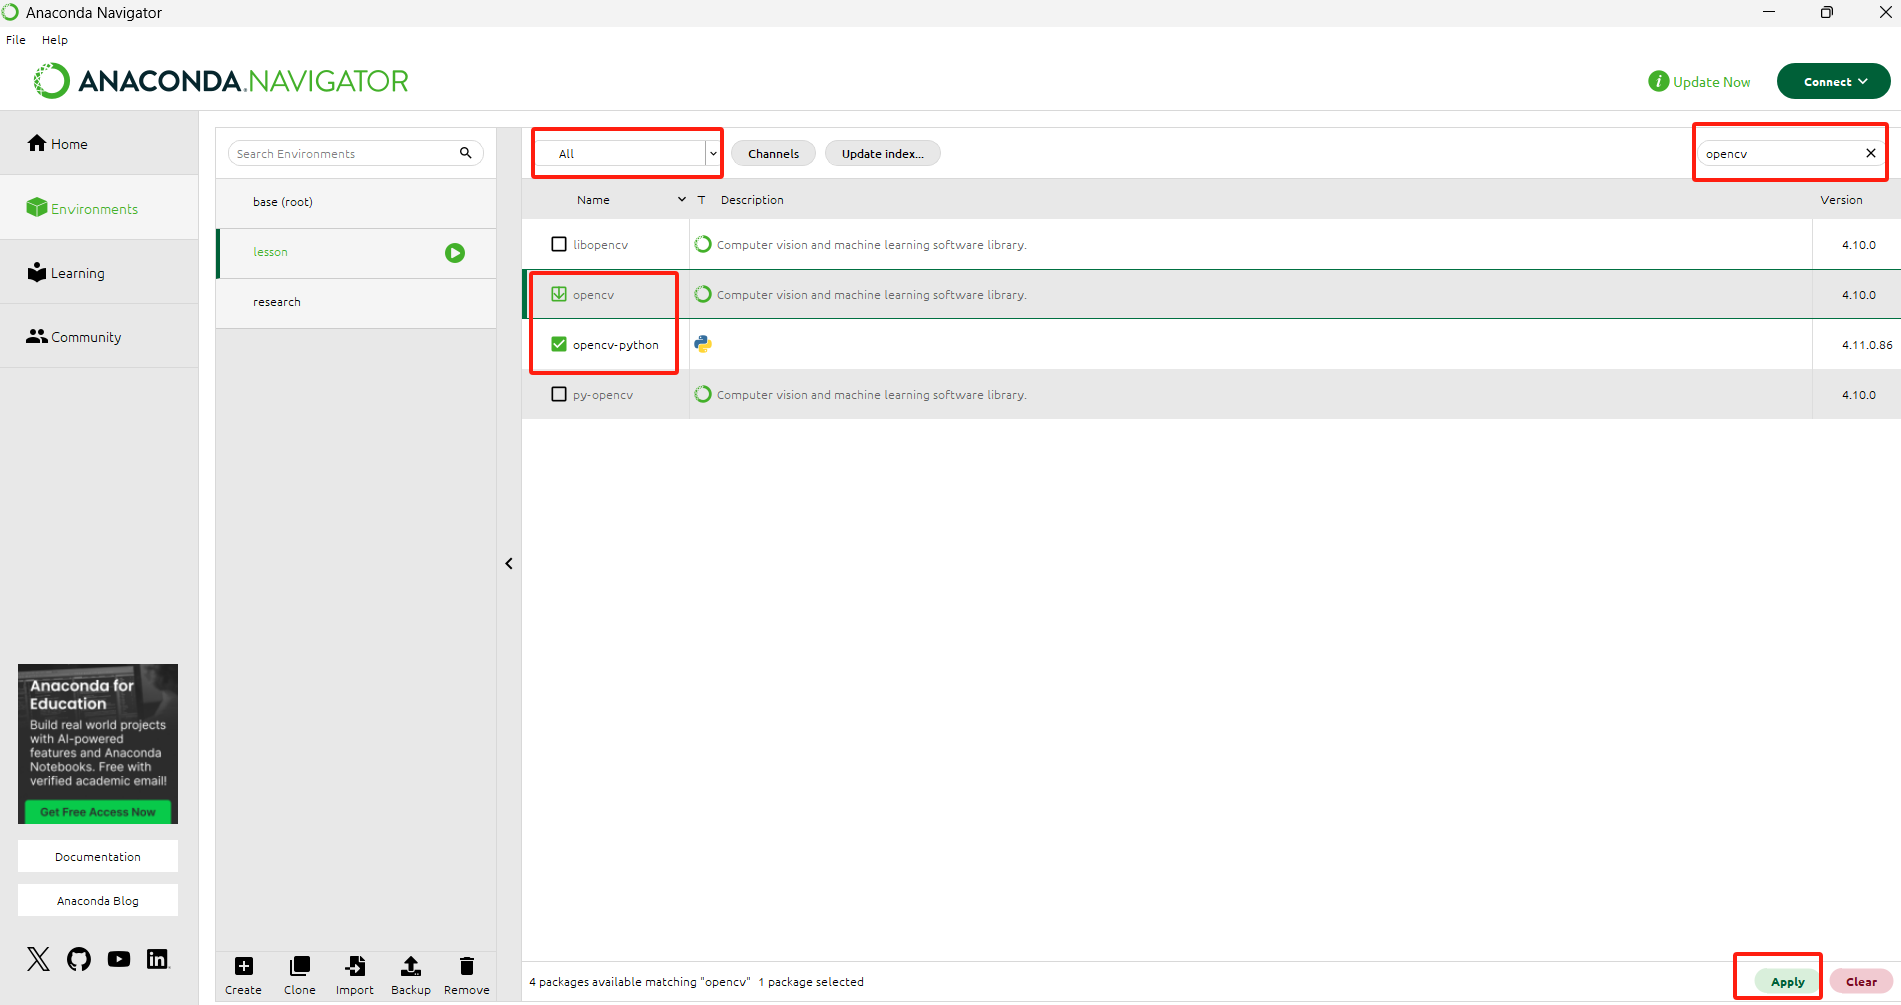 Anaconda Navigator
File Help
ANACONDA.NAVIGATOR
i Update Now Connect
Home
Environments
Learning
Community
Search Environments
base (root)
lesson
research
All Channels Update index... opencv
Name T Description Version
libopencv Computer vision and machine learning software library. 4.10.0
opencv Computer vision and machine learning software library. 4.10.0
opencv-python 4.11.0.86
py-opencv Computer vision and machine learning software library. 4.10.0
Anaconda for
Education
Build real world projects
with AI-powered
features and Anaconda
Notebooks. Free with
verified academic email!
Get Free Access Now
Documentation
Anaconda Blog
Create Clone Import Backup Remove
4 packages available matching "opencv" 1 package selected
Apply Clear